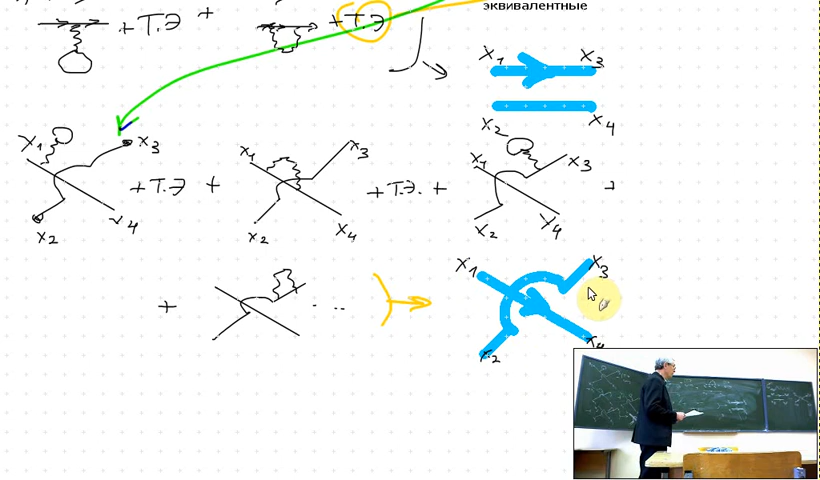 эквивалентные
+ Т.Э + + Т.Э
X₁ X₃
X₂ X₄
X₁ X₃ X₂ X₄ + Т.Э + X₁ X₃ X₂ X₄ + Т.Э. + X₁ X₃ X₂ X₄ +
+ ... X₁ X₃ X₂ X₄